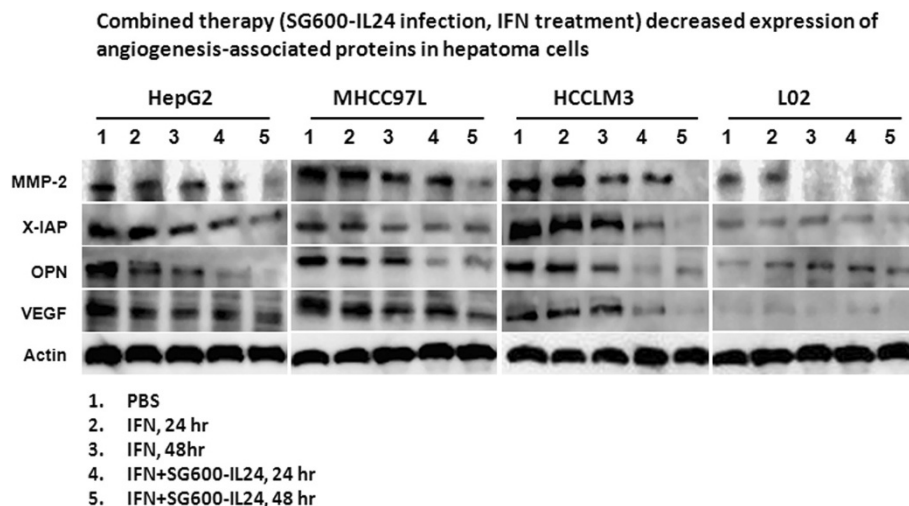 Combined therapy (SG600-IL24 infection, IFN treatment) decreased expression of
angiogenesis-associated proteins in hepatoma cells
HepG2 MHCC97L HCCLM3 L02
1 2 3 4 5 1 2 3 4 5 1 2 3 4 5 1 2 3 4 5
MMP-2
X-IAP
OPN
VEGF
Actin
1. PBS
2. IFN, 24 hr
3. IFN, 48hr
4. IFN+SG600-IL24, 24 hr
5. IFN+SG600-IL24, 48 hr